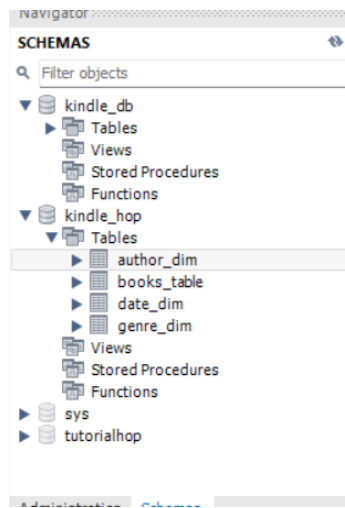 Navigator
SCHEMAS
Filter objects
kindle_db
Tables
Views
Stored Procedures
Functions
kindle_hop
Tables
author_dim
books_table
date_dim
genre_dim
Views
Stored Procedures
Functions
sys
tutorialhop
Administration Schemas